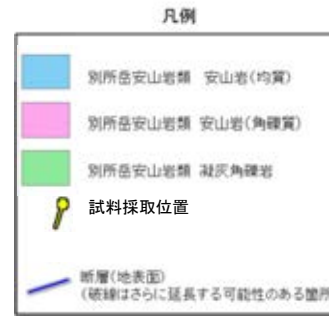 凡例
別所岳安山岩類　安山岩(均質)
別所岳安山岩類 安山岩(角礫質)
別所岳安山岩類 凝灰角礫岩
試料採取位置
断層(地表面)
(破線はさらに延長する可能性のある箇所